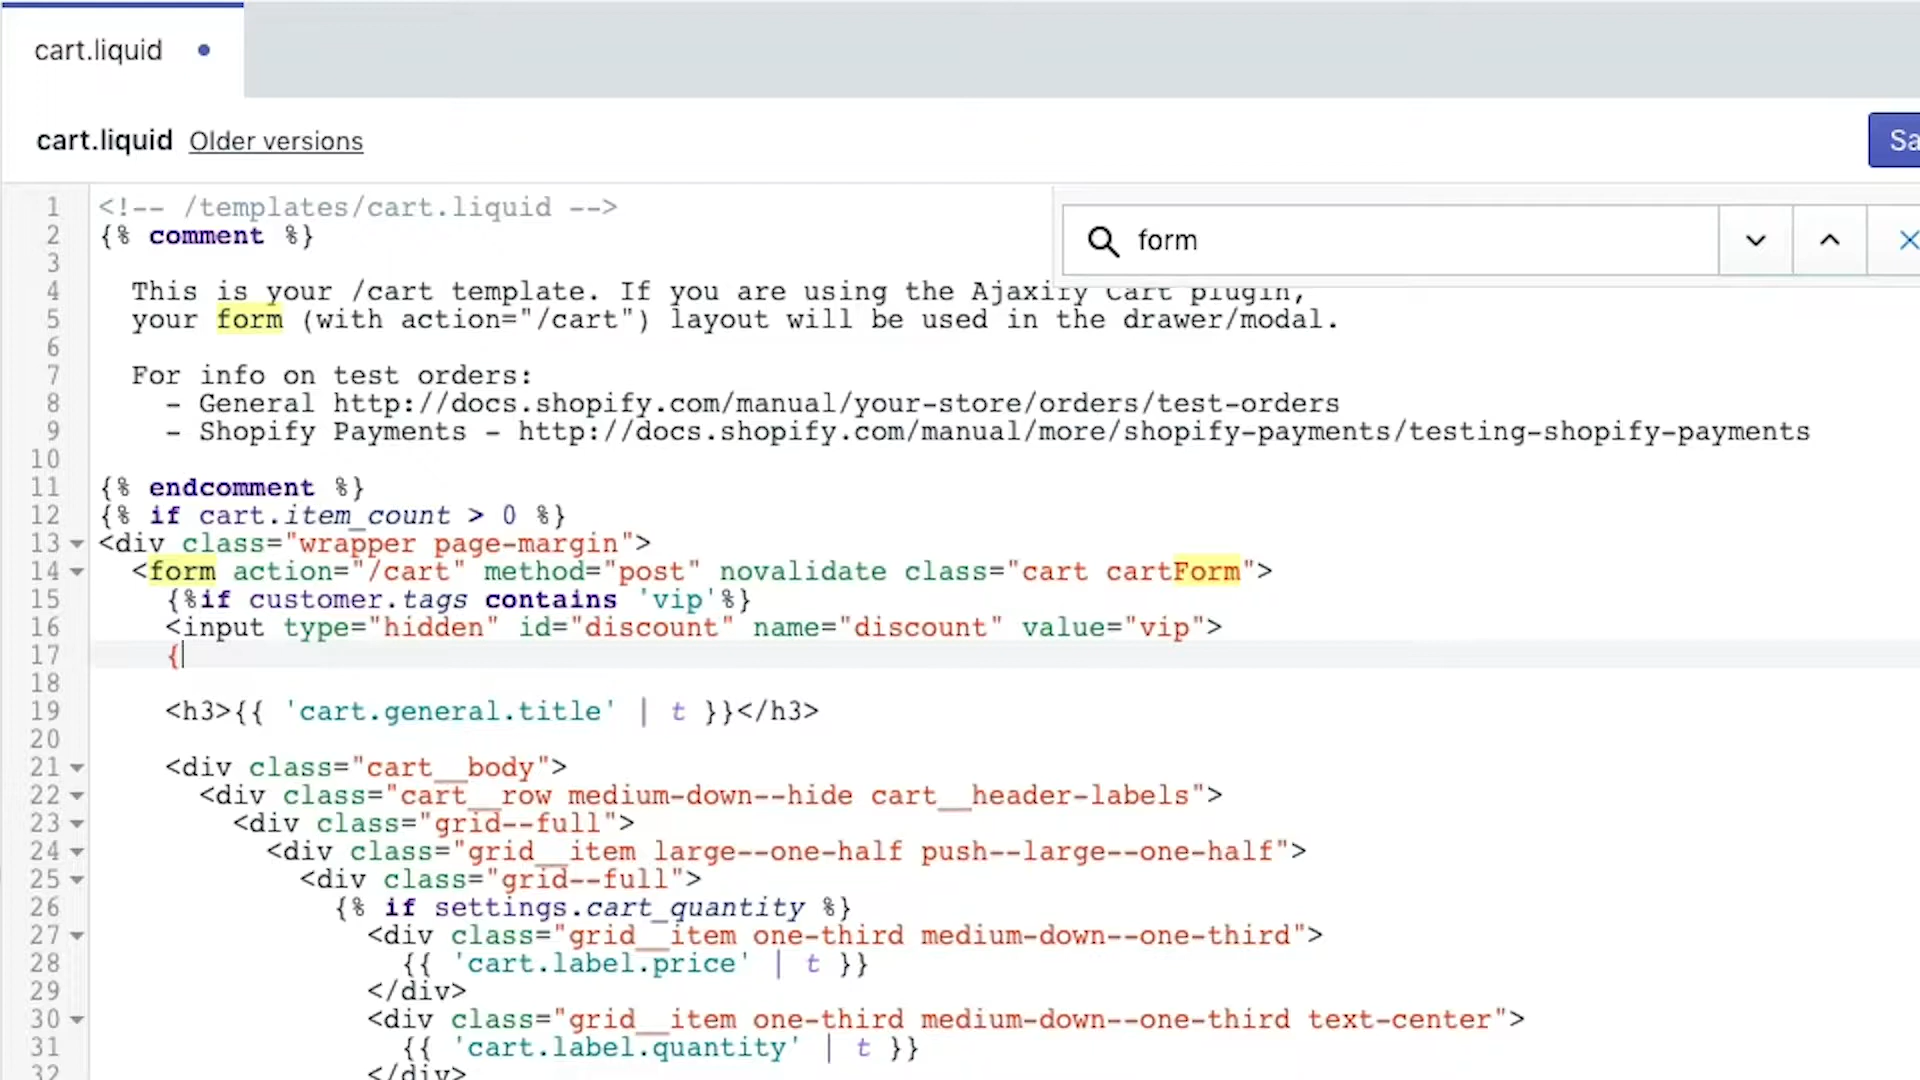 cart.liquid
cart.liquid Older versions
Sa
form
1 <!-- /templates/cart.liquid -->
2 {% comment %}
3
4 This is your /cart template. If you are using the Ajaxify Cart plugin,
5 your form (with action="/cart") layout will be used in the drawer/modal.
6
7 For info on test orders:
8 - General http://docs.shopify.com/manual/your-store/orders/test-orders
9 - Shopify Payments - http://docs.shopify.com/manual/more/shopify-payments/testing-shopify-payments
10
11 {% endcomment %}
12 {% if cart.item_count > 0 %}
13 <div class="wrapper page-margin">
14 <form action="/cart" method="post" novalidate class="cart cartForm">
15 {%if customer.tags contains 'vip'%}
16 <input type="hidden" id="discount" name="discount" value="vip">
17 {
18
19 <h3>{{ 'cart.general.title' | t }}</h3>
20
21 <div class="cart__body">
22 <div class="cart__row medium-down--hide cart__header-labels">
23 <div class="grid--full">
24 <div class="grid__item large--one-half push--large--one-half">
25 <div class="grid--full">
26 {% if settings.cart_quantity %}
27 <div class="grid__item one-third medium-down--one-third">
28 {{ 'cart.label.price' | t }}
29 </div>
30 <div class="grid__item one-third medium-down--one-third text-center">
31 {{ 'cart.label.quantity' | t }}
32 </div>